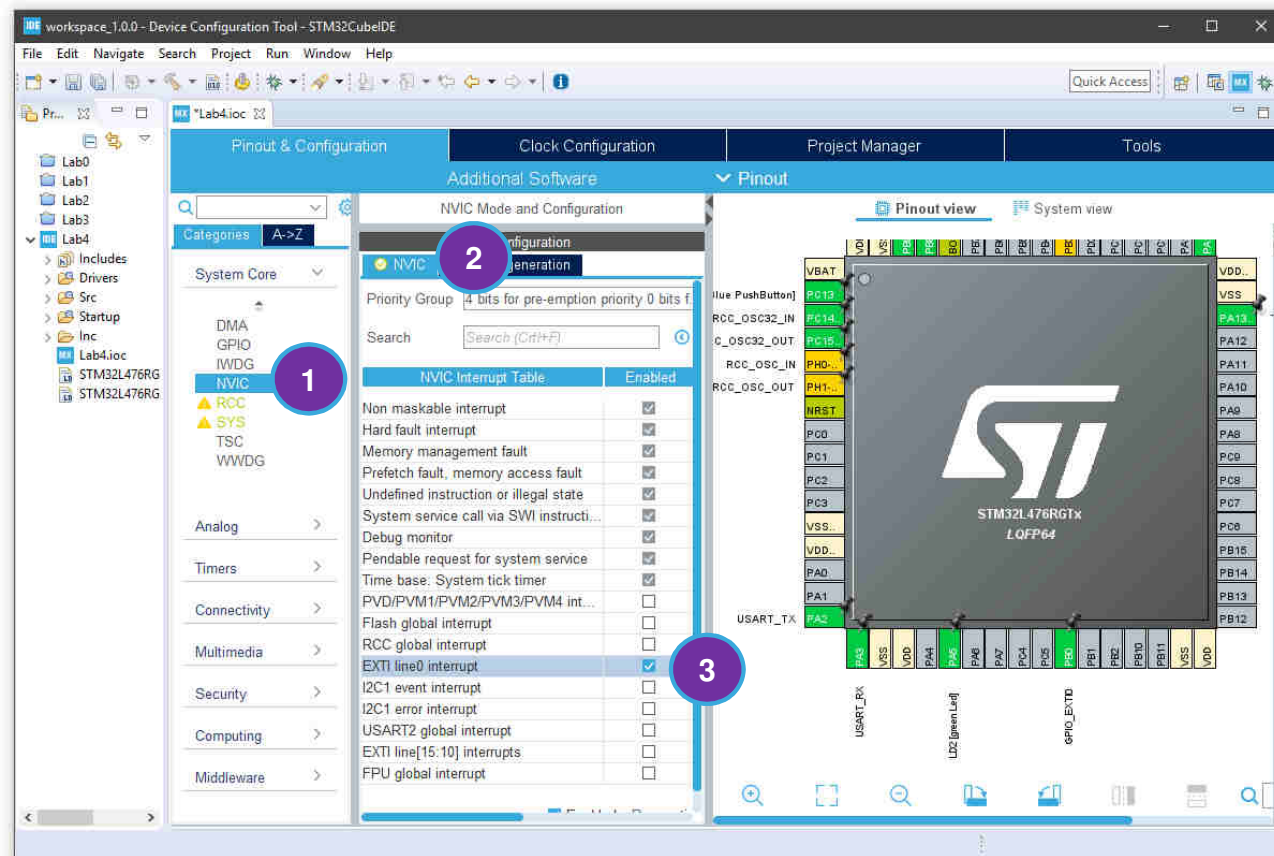 IDE workspace_1.0.0 - Device Configuration Tool - STM32CubeIDE
File Edit Navigate Search Project Run Window Help
Quick Access
Pr...
MX *Lab4.ioc
Lab0
Lab1
Lab2
Lab3
IDE Lab4
Includes
Drivers
Src
Startup
Inc
MX Lab4.ioc
STM32L476RG
STM32L476RG
Pinout & Configuration
Clock Configuration
Project Manager
Tools
Additional Software
Pinout
Categories
A->Z
System Core
DMA
GPIO
IWDG
NVIC
RCC
SYS
TSC
WWDG
Analog
Timers
Connectivity
Multimedia
Security
Computing
Middleware
1
NVIC Mode and Configuration
nfiguration
NVIC
2
eneration
Priority Group 4 bits for pre-emption priority 0 bits f.
Search Search (Crtl+F)
NVIC Interrupt Table Enabled
Non maskable interrupt
Hard fault interrupt
Memory management fault
Prefetch fault, memory access fault
Undefined instruction or illegal state
System service call via SWI instructi...
Debug monitor
Pendable request for system service
Time base: System tick timer
PVD/PVM1/PVM2/PVM3/PVM4 int...
Flash global interrupt
RCC global interrupt
EXTI line0 interrupt
3
I2C1 event interrupt
I2C1 error interrupt
USART2 global interrupt
EXTI line[15:10] interrupts
FPU global interrupt
Pinout view
System view
VBAT
lue PushButton] PC13
RCC_OSC32_IN PC14..
C_OSC32_OUT PC15..
RCC_OSC_IN PH0-..
RCC_OSC_OUT PH1-..
NRST
PC0
PC1
PC2
PC3
VSS..
VDD..
PA0
PA1
USART_TX PA2
ST
STM32L476RGTx
LQFP64
VDD..
VSS
PA13..
PA12
PA11
PA10
PA9
PA8
PC9
PC8
PC7
PC6
PB15
PB14
PB13
PB12
PA3
VSS
VDD
PA4
PA5
PA6
PA7
PC4
PC5
PB0
PB1
PB2
PB10
PB11
VSS
VDD
USART_RX
LD2 [green Led]
GPIO_EXTI0